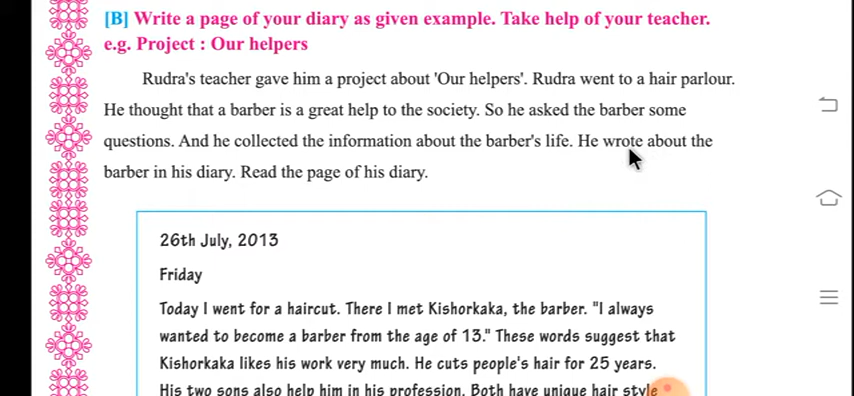 [B] Write a page of your diary as given example. Take help of your teacher.
e.g. Project : Our helpers
Rudra's teacher gave him a project about 'Our helpers'. Rudra went to a hair parlour.
He thought that a barber is a great help to the society. So he asked the barber some
questions. And he collected the information about the barber's life. He wrote about the
barber in his diary. Read the page of his diary.
26th July, 2013
Friday
Today I went for a haircut. There I met Kishorkaka, the barber. "I always
wanted to become a barber from the age of 13." These words suggest that
Kishorkaka likes his work very much. He cuts people's hair for 25 years.
His two sons also help him in his profession. Both have unique hair style